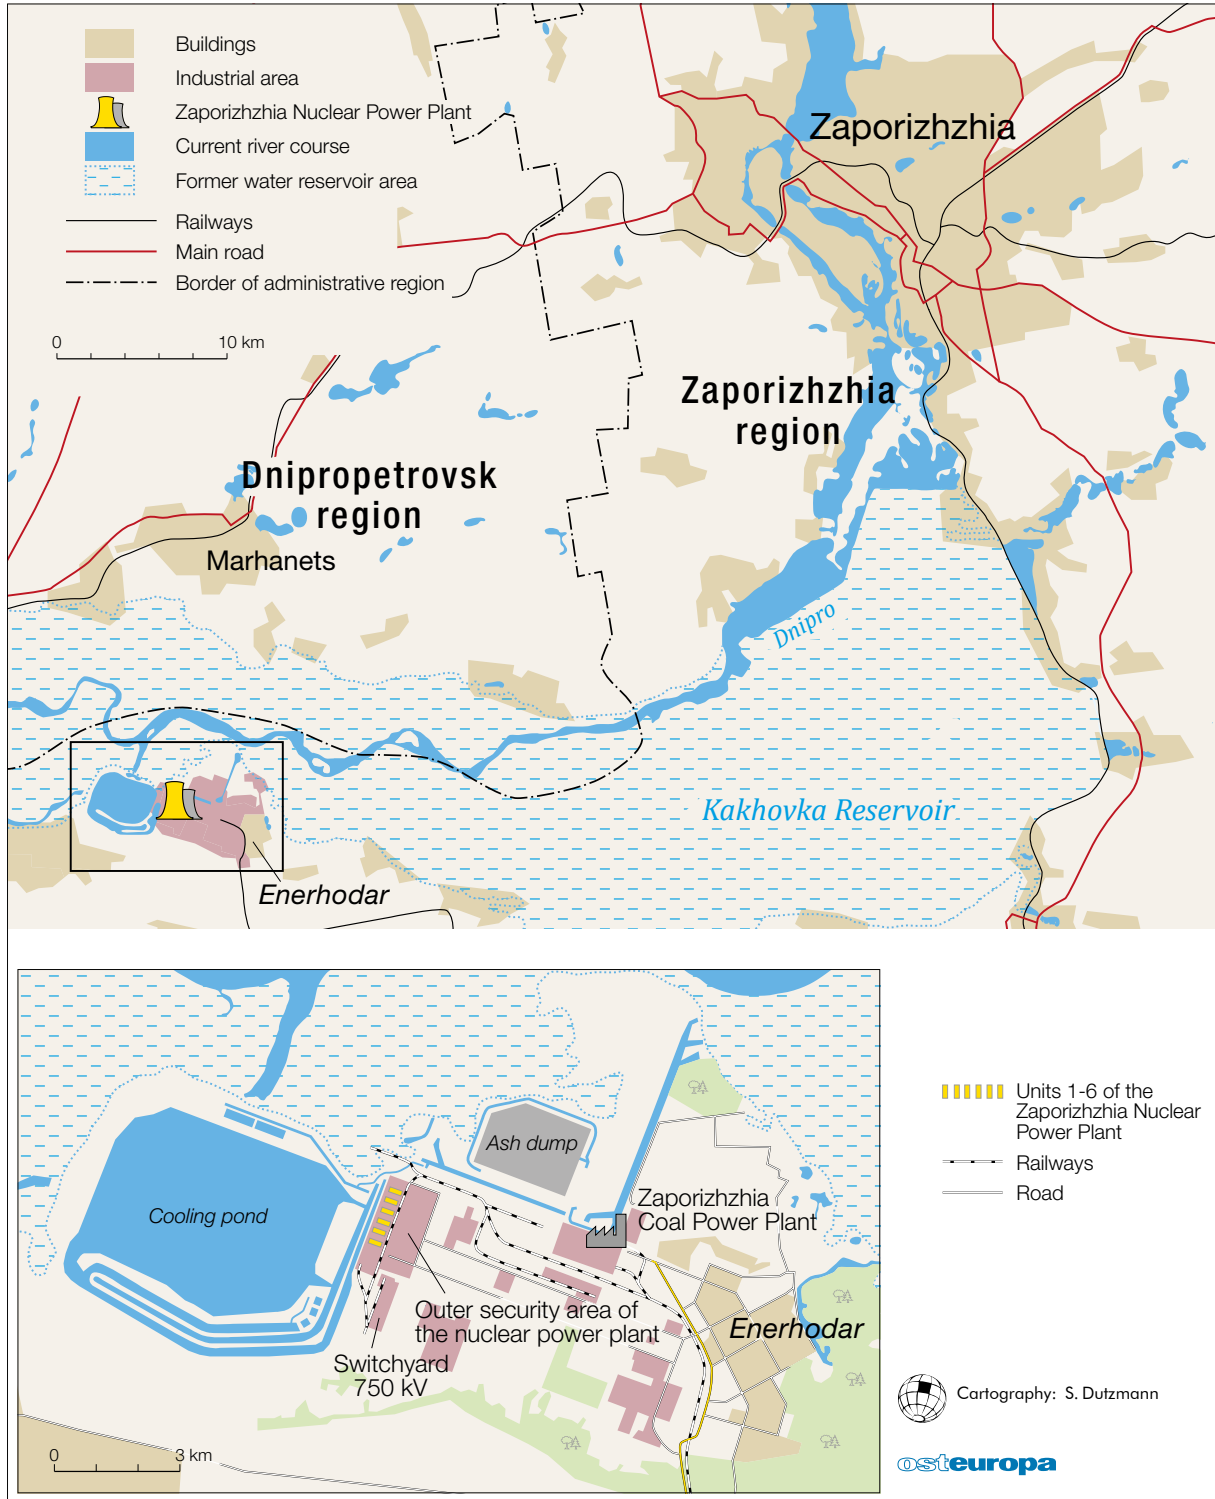 Buildings
Industrial area
Zaporizhzhia Nuclear Power Plant
Current river course
Former water reservoir area
Railways
Main road
Border of administrative region
0 10 km
Zaporizhzhia
Zaporizhzhia
region
Dnipropetrovsk
region
Marhanets
Dnipro
Kakhovka Reservoir
Enerhodar
Ash dump
Cooling pond
Zaporizhzhia
Coal Power Plant
Outer security area of
the nuclear power plant
Enerhodar
Switchyard
750 kV
0 3 km
Units 1-6 of the
Zaporizhzhia Nuclear
Power Plant
Railways
Road
Cartography: S. Dutzmann
osteuropa